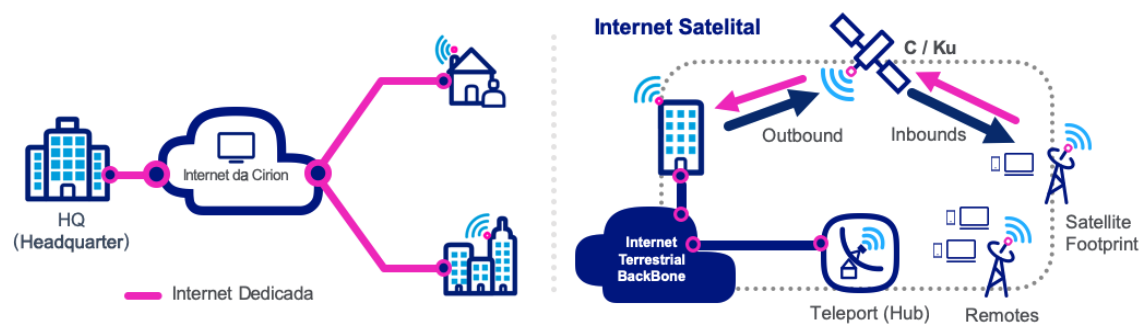 HQ
(Headquarter)
Internet da Cirion
Internet Dedicada
Internet Satelital
C / Ku
Outbound
Inbounds
Satellite
Footprint
Internet
Terrestrial
BackBone
Teleport (Hub)
Remotes